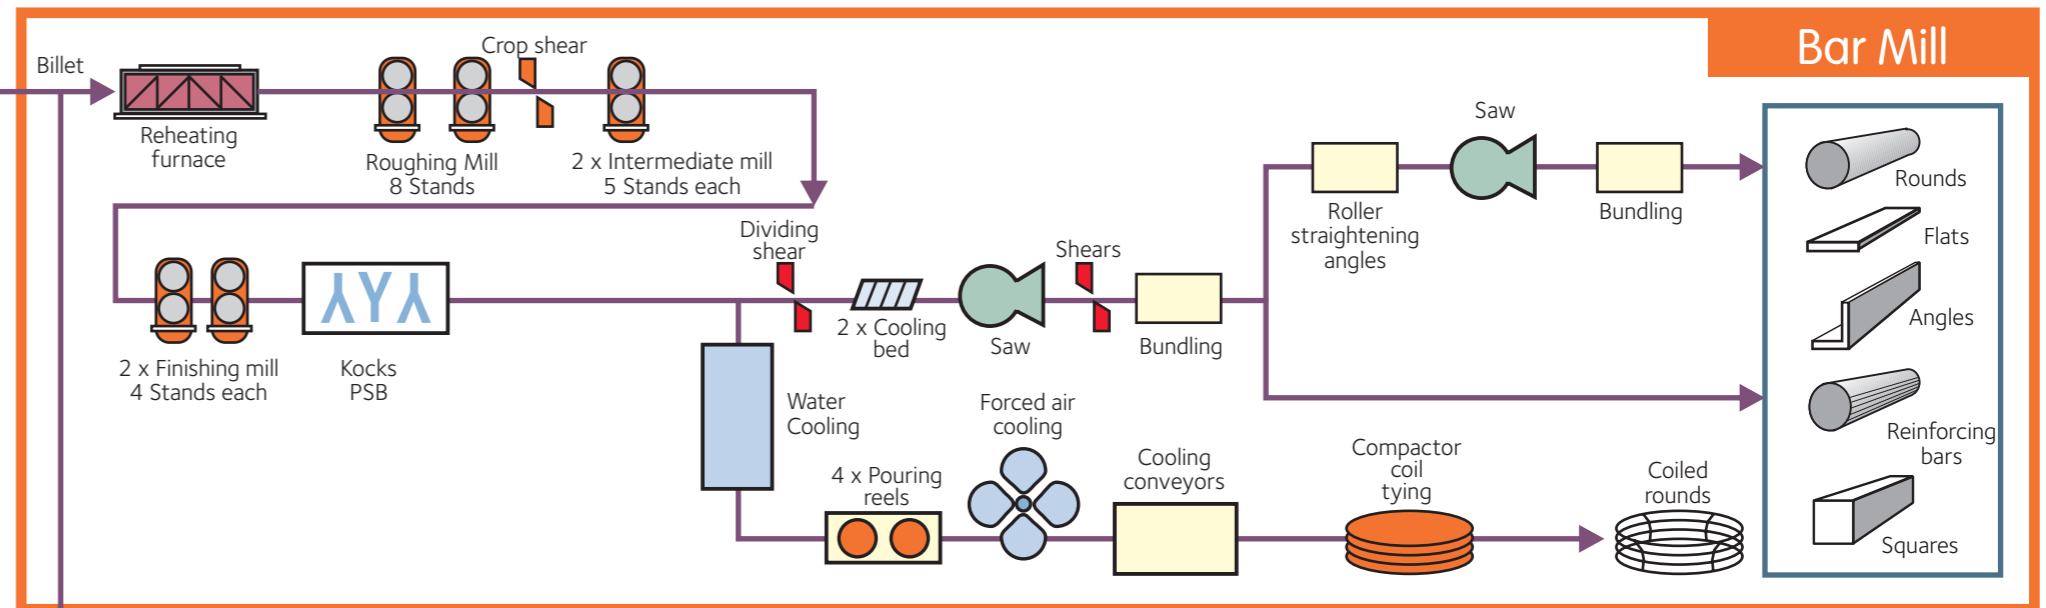 Bar Mill
Billet
Crop shear
Reheating
furnace
Roughing Mill
8 Stands
2 x Intermediate mill
5 Stands each
Saw
Roller
straightening
angles
Bundling
Rounds
Flats
Angles
Reinforcing
bars
Squares
2 x Finishing mill
4 Stands each
Kocks
PSB
Dividing
shear
2 x Cooling
bed
Saw
Shears
Bundling
Water
Cooling
4 x Pouring
reels
Forced air
cooling
Cooling
conveyors
Compactor
coil
tying
Coiled
rounds